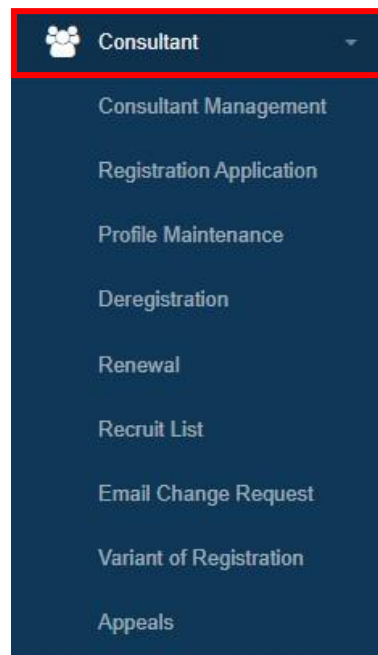 Consultant
Consultant Management
Registration Application
Profile Maintenance
Deregistration
Renewal
Recruit List
Email Change Request
Variant of Registration
Appeals